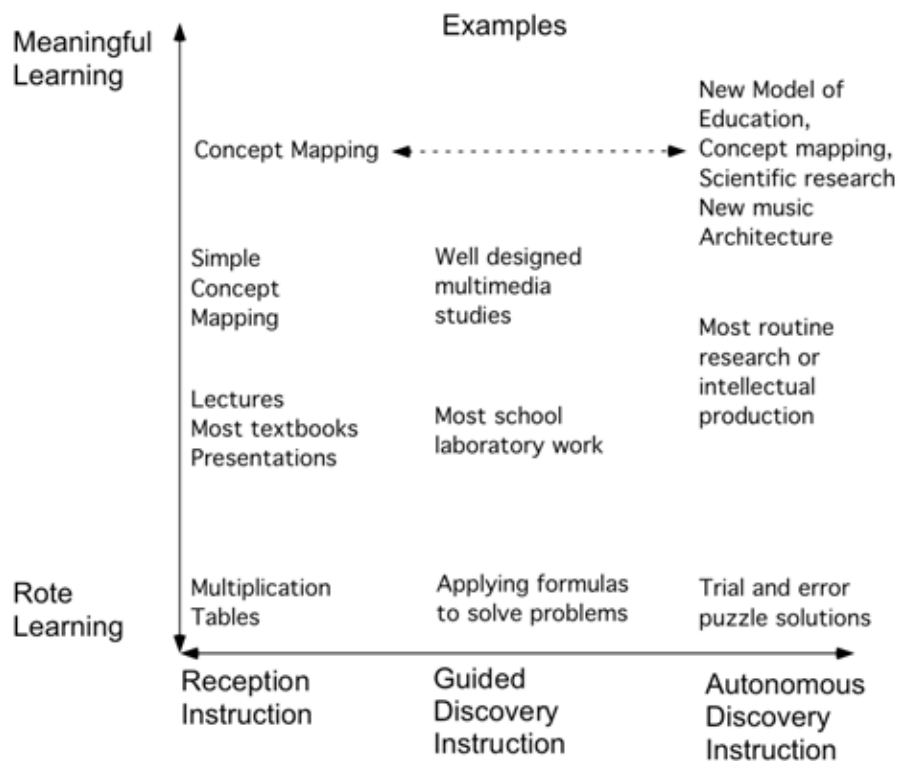 Examples
Meaningful
Learning
Concept Mapping
New Model of
Education,
Concept mapping,
Scientific research
New music
Architecture
Simple
Concept
Mapping
Well designed
multimedia
studies
Most routine
research or
intellectual
production
Lectures
Most textbooks
Presentations
Most school
laboratory work
Rote
Learning
Multiplication
Tables
Applying formulas
to solve problems
Trial and error
puzzle solutions
Reception
Instruction
Guided
Discovery
Instruction
Autonomous
Discovery
Instruction